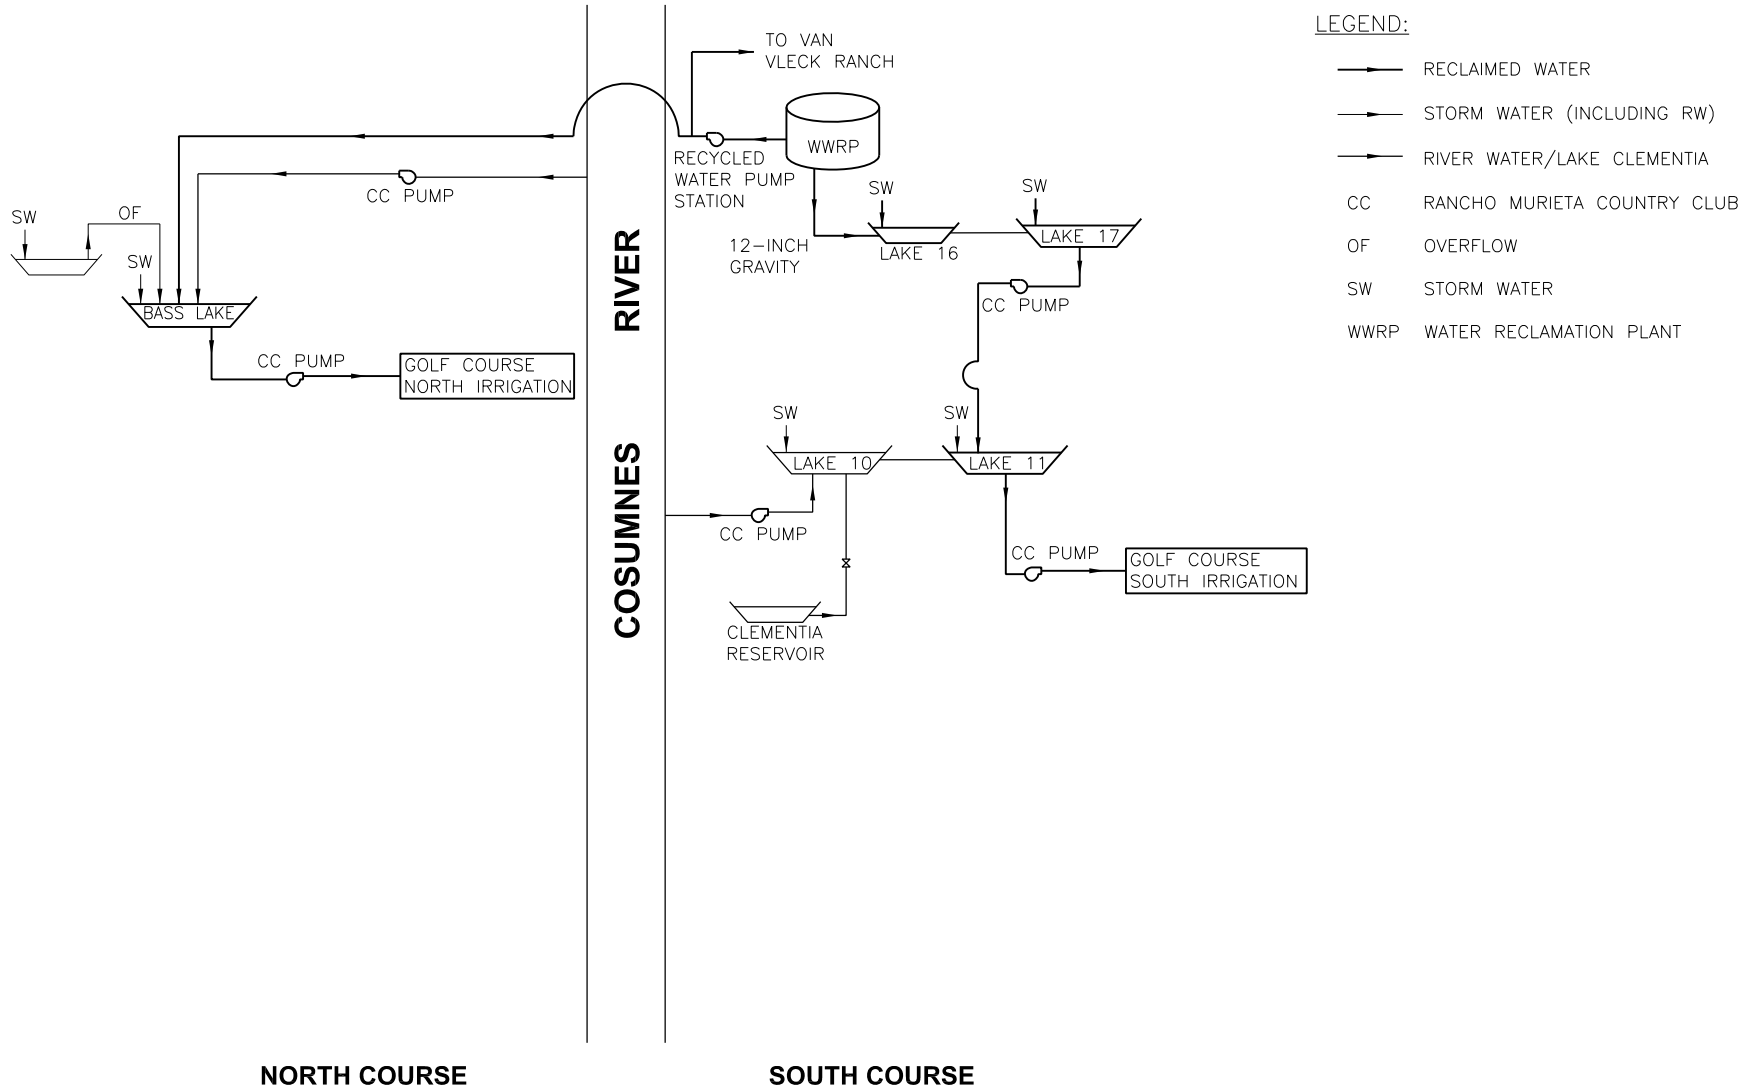 LEGEND:
RECLAIMED WATER
STORM WATER (INCLUDING RW)
RIVER WATER/LAKE CLEMENTIA
CC RANCHO MURIETA COUNTRY CLUB
OF OVERFLOW
SW STORM WATER
WWRP WATER RECLAMATION PLANT
TO VAN
VLECK RANCH
WWRP
RECYCLED
WATER PUMP
STATION
CC PUMP
SW
OF
SW
BASS LAKE
CC PUMP
GOLF COURSE
NORTH IRRIGATION
COSUMNES RIVER
12-INCH
GRAVITY
SW
LAKE 16
SW
LAKE 17
CC PUMP
SW
LAKE 10
SW
LAKE 11
CC PUMP
CC PUMP
GOLF COURSE
SOUTH IRRIGATION
CLEMENTIA
RESERVOIR
NORTH COURSE
SOUTH COURSE